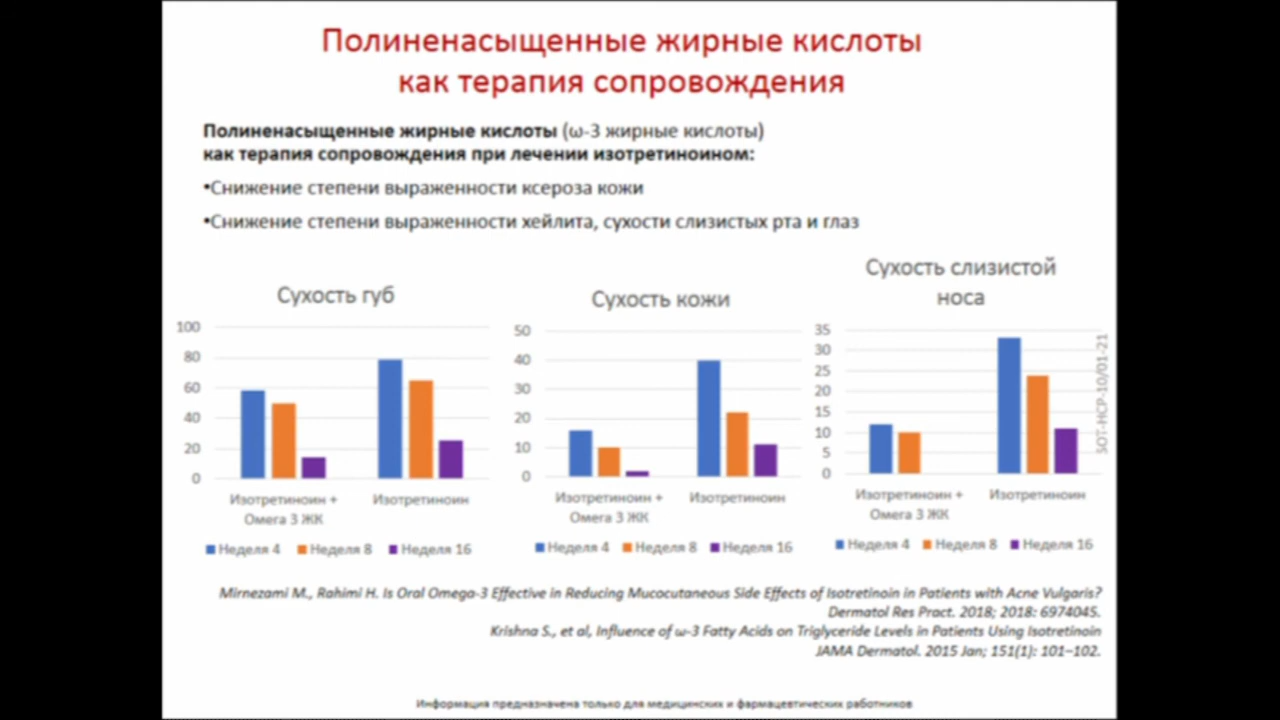 Полиненасыщенные жирные кислоты
как терапия сопровождения
Полиненасыщенные жирные кислоты (ω-3 жирные кислоты)
как терапия сопровождения при лечении изотретиноином:
•Снижение степени выраженности ксероза кожи
•Снижение степени выраженности хейлита, сухости слизистых рта и глаз
Сухость губ
100
80
60
40
20
0
Изотретиноин +
Омега 3 ЖК
Изотретиноин
Неделя 4 Неделя 8 Неделя 16
Сухость кожи
50
40
30
20
10
0
Изотретиноин +
Омега 3 ЖК
Изотретиноин
Неделя 4 Неделя 8 Неделя 16
Сухость слизистой
носа
35
30
25
20
15
10
5
0
Изотретиноин +
Омега 3 ЖК
Изотретиноин
Неделя 4 Неделя 8 Неделя 16
SOT-HCP-10/01-21
Mirnezami M., Rahimi H. Is Oral Omega-3 Effective in Reducing Mucocutaneous Side Effects of Isotretinoin in Patients with Acne Vulgaris?
Dermatol Res Pract. 2018; 2018: 6974045.
Krishna S., et al, Influence of ω-3 Fatty Acids on Triglyceride Levels in Patients Using Isotretinoin
JAMA Dermatol. 2015 Jan; 151(1): 101–102.
Информация предназначена только для медицинских и фармацевтических работников